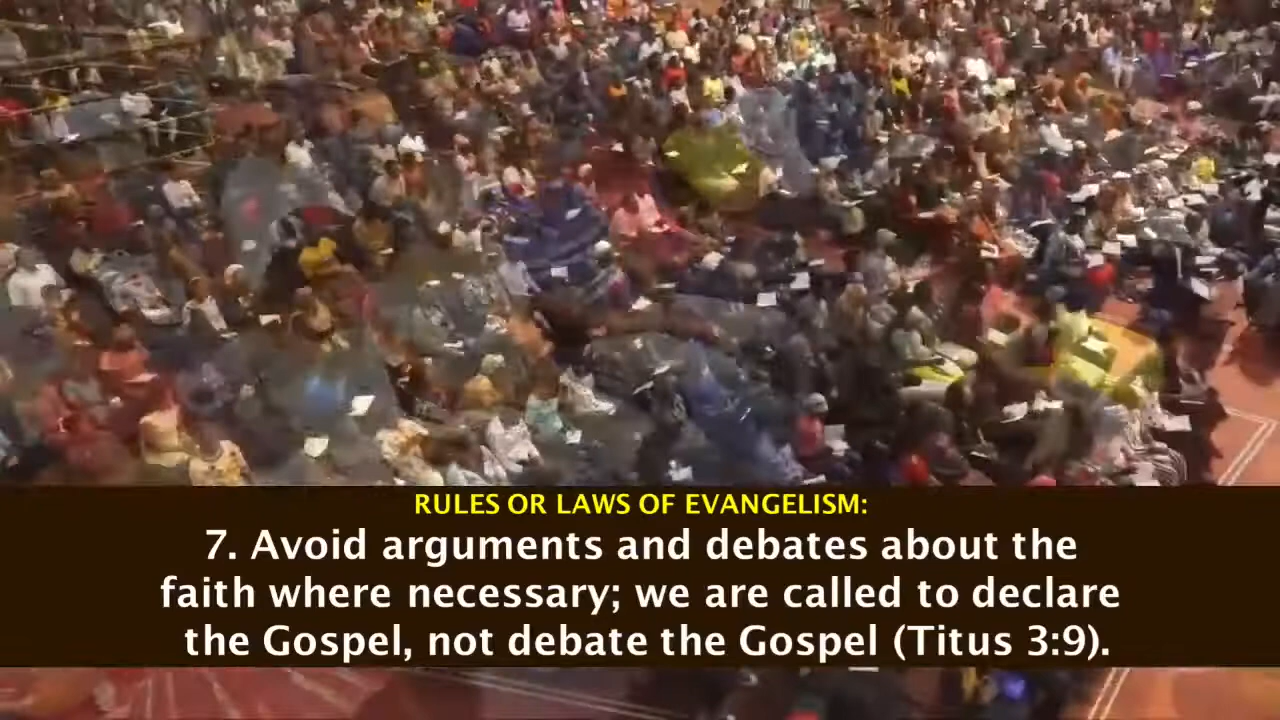 RULES OR LAWS OF EVANGELISM:
7. Avoid arguments and debates about the
faith where necessary; we are called to declare
the Gospel, not debate the Gospel (Titus 3:9).